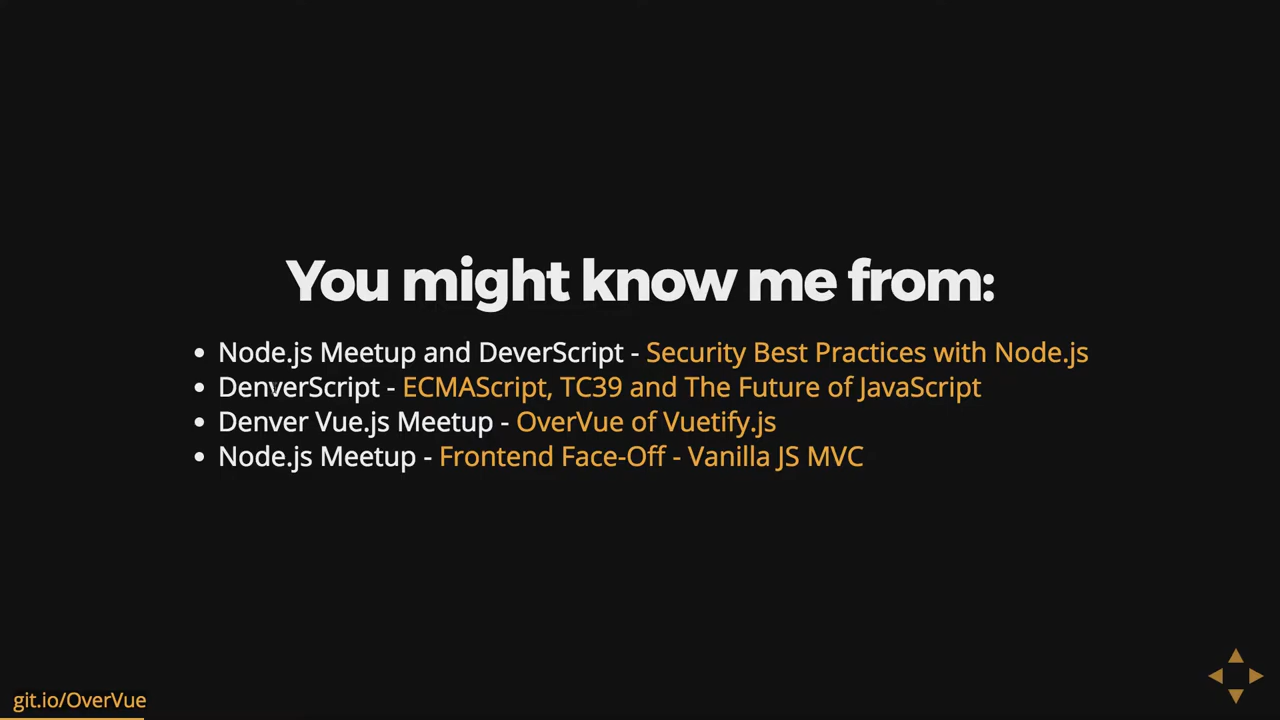 You might know me from:
Node.js Meetup and DeverScript - Security Best Practices with Node.js
DenverScript - ECMAScript, TC39 and The Future of JavaScript
Denver Vue.js Meetup - OverVue of Vuetify.js
Node.js Meetup - Frontend Face-Off - Vanilla JS MVC
git.io/OverVue